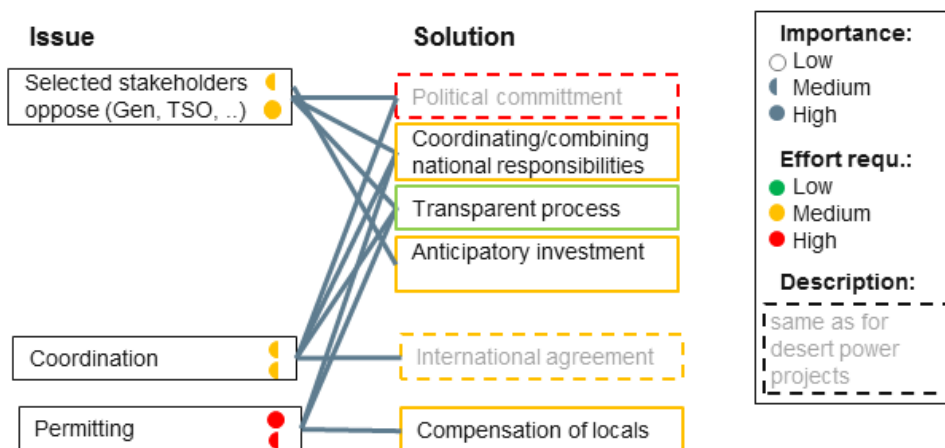 Issue
Solution
Selected stakeholders
oppose (Gen, TSO, ..)
Coordination
Permitting
Political committment
Coordinating/combining
national responsibilities
Transparent process
Anticipatory investment
International agreement
Compensation of locals
Importance:
Low
Medium
High
Effort requ.:
Low
Medium
High
Description:
same as for
desert power
projects